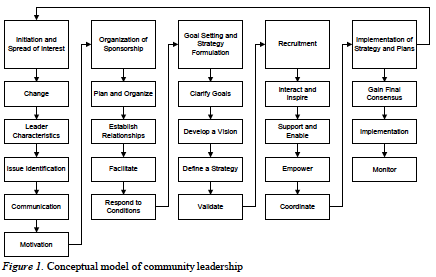 Initiation and
Spread of Interest
Change
Leader
Characteristics
Issue Identification
Communication
Motivation
Organization of
Sponsorship
Plan and Organize
Establish
Relationships
Facilitate
Respond to
Conditions
Goal Setting and
Strategy
Formulation
Clarify Goals
Develop a Vision
Define a Strategy
Validate
Recruitment
Interact and
Inspire
Support and
Enable
Empower
Coordinate
Implementation of
Strategy and Plans
Gain Final
Consensus
Implementation
Monitor
Figure 1. Conceptual model of community leadership